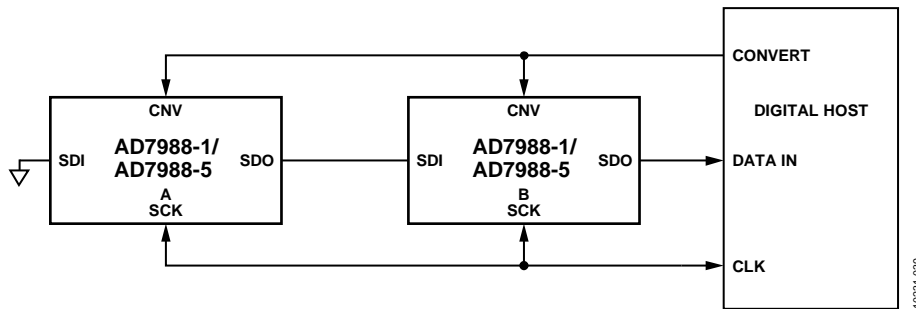 CONVERT
CNV
CNV
DIGITAL HOST
AD7988-1/
AD7988-5
SDI
SDO
A
SCK
AD7988-1/
AD7988-5
SDI
SDO
B
SCK
DATA IN
CLK